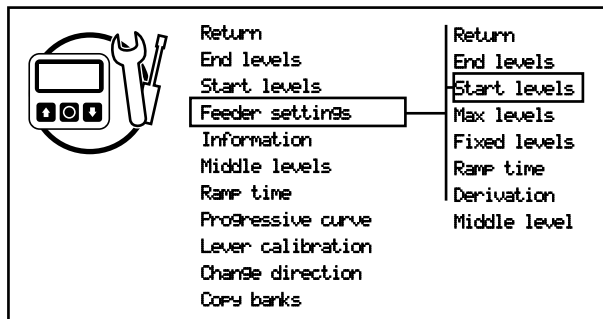 Return
End levels
Start levels
Feeder settings
Information
Middle levels
Ramp time
Progressive curve
Lever calibration
Change direction
Copy banks
Return
End levels
Start levels
Max levels
Fixed levels
Ramp time
Derivation
Middle level